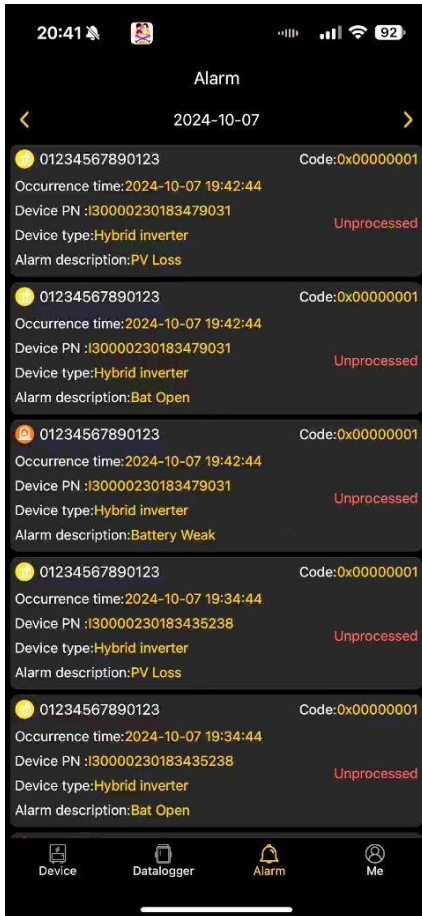 20:41
92
Alarm
2024-10-07
01234567890123 Code:0x00000001
Occurrence time:2024-10-07 19:42:44
Device PN :I30000230183479031
Unprocessed
Device type:Hybrid inverter
Alarm description:PV Loss
01234567890123 Code:0x00000001
Occurrence time:2024-10-07 19:42:44
Device PN :I30000230183479031
Unprocessed
Device type:Hybrid inverter
Alarm description:Bat Open
01234567890123 Code:0x00000001
Occurrence time:2024-10-07 19:42:44
Device PN :I30000230183479031
Unprocessed
Device type:Hybrid inverter
Alarm description:Battery Weak
01234567890123 Code:0x00000001
Occurrence time:2024-10-07 19:34:44
Device PN :I30000230183435238
Unprocessed
Device type:Hybrid inverter
Alarm description:PV Loss
01234567890123 Code:0x00000001
Occurrence time:2024-10-07 19:34:44
Device PN :I30000230183435238
Unprocessed
Device type:Hybrid inverter
Alarm description:Bat Open
Device Datalogger Alarm Me